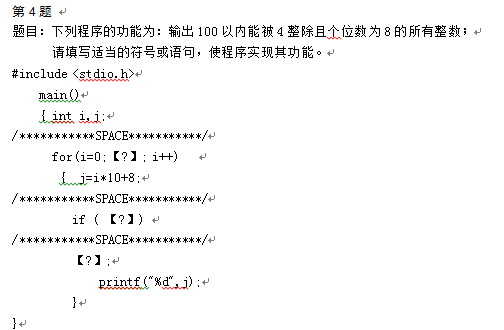 第 4 题
题目：下列程序的功能为：输出 100 以内能被 4 整除且个位数为 8 的所有整数；
请填写适当的符号或语句，使程序实现其功能。
#include <stdio.h>
main()
{ int i,j;
/***********SPACE***********/
for(i=0;【?】; i++)
{  j=i*10+8;
/***********SPACE***********/
if (【?】)
/***********SPACE***********/
【?】;
printf("%d",j);
}
}